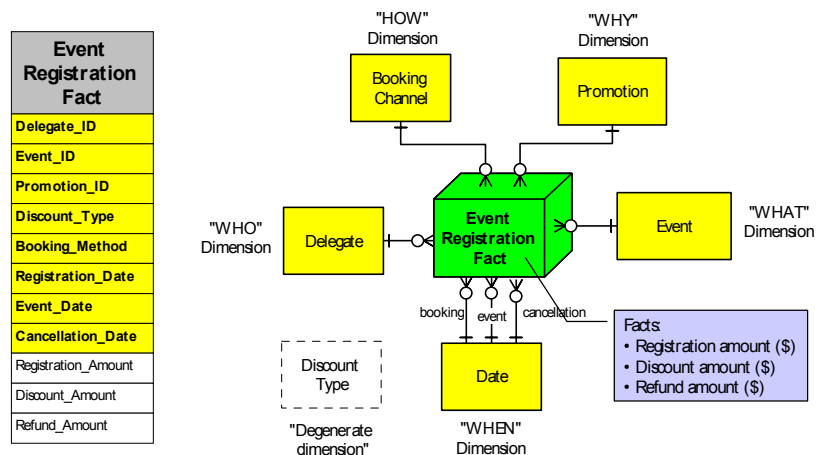 Event
Registration
Fact
Delegate_ID
Event_ID
Promotion_ID
Discount_Type
Booking_Method
Registration_Date
Event_Date
Cancellation_Date
Registration_Amount
Discount_Amount
Refund_Amount
"HOW"
Dimension
Booking
Channel
"WHY"
Dimension
Promotion
"WHO"
Dimension
Delegate
Event
Registration
Fact
Event
"WHAT"
Dimension
booking
event
cancellation
Facts:
• Registration amount ($)
• Discount amount ($)
• Refund amount ($)
Discount
Type
"Degenerate
dimension"
Date
"WHEN"
Dimension